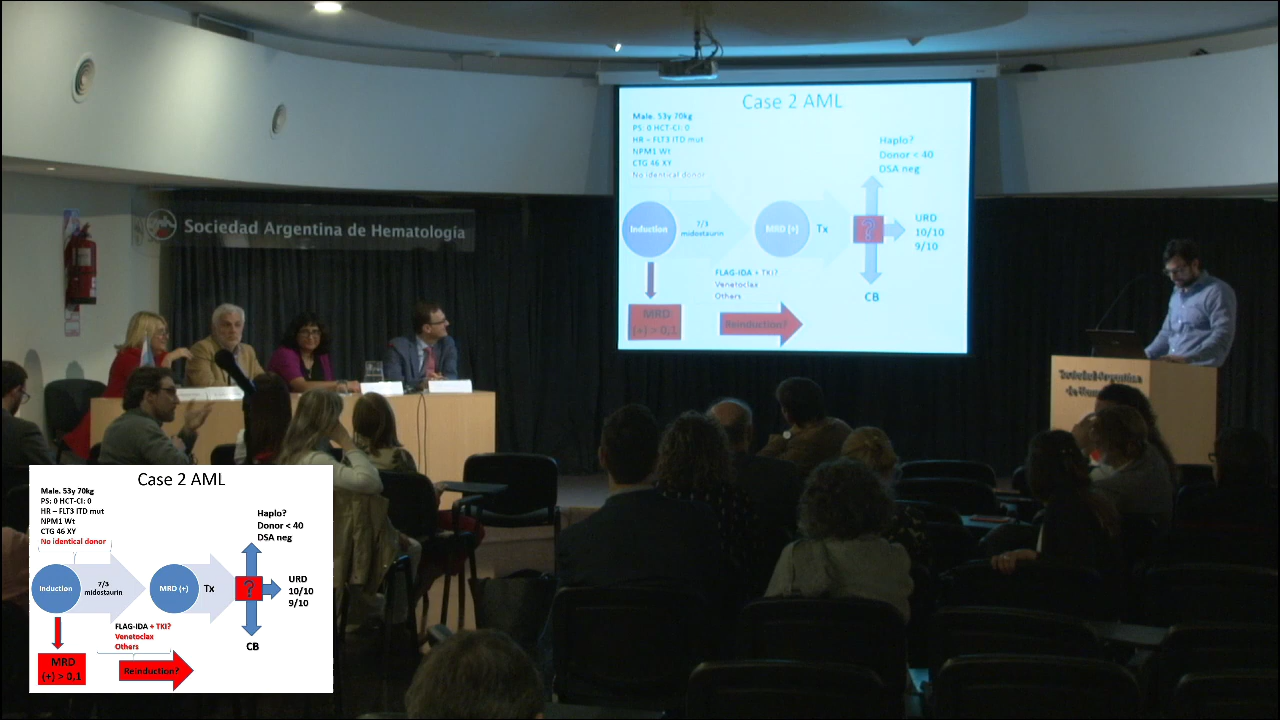 Case 2 AML
Male. 53y 70kg
PS: 0 HCT-CI: 0
HR – FLT3 ITD mut
NPM1 Wt
CTG 46 XY
No identical donor
Haplo?
Donor < 40
DSA neg
Induction
7/3
midostaurin
MRD (+)
Tx
?
URD
10/10
9/10
FLAG-IDA + TKI?
Venetoclax
Others
CB
MRD
(+) > 0,1
Reinduction?
Sociedad Argentina de Hematología
Sociedad Argentina
Case 2 AML
Male. 53y 70kg
PS: 0 HCT-CI: 0
HR – FLT3 ITD mut
NPM1 Wt
CTG 46 XY
No identical donor
Haplo?
Donor < 40
DSA neg
Induction
7/3
midostaurin
MRD (+)
Tx
?
URD
10/10
9/10
FLAG-IDA + TKI?
Venetoclax
Others
CB
MRD
(+) > 0,1
Reinduction?